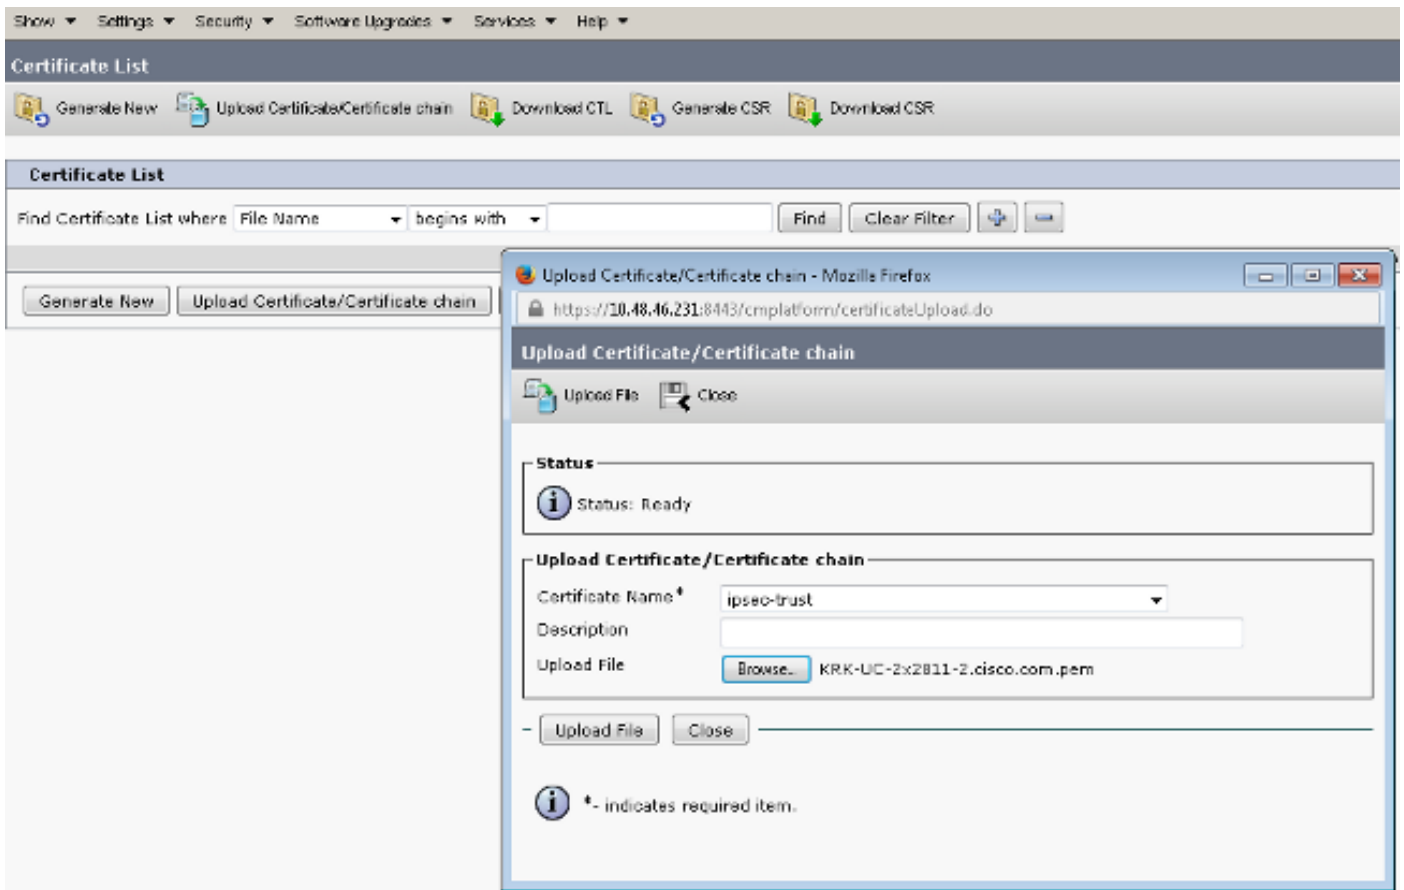 Show Settings Security Software Upgrades Services Help
Certificate List
Generate New Upload Certificate/Certificate chain Download CTL Generate CSR Download CSR
Certificate List
Find Certificate List where File Name begins with Find Clear Filter
Generate New Upload Certificate/Certificate chain
Upload Certificate/Certificate chain - Mozilla Firefox
https://10.48.46.231:8443/cmplatform/certificateUpload.do
Upload Certificate/Certificate chain
Upload File Close
Status
Status: Ready
Upload Certificate/Certificate chain
Certificate Name* ipsec-trust
Description
Upload File Browse... KRK-UC-2x2811-2.cisco.com.pem
Upload File Close
*- indicates required item.